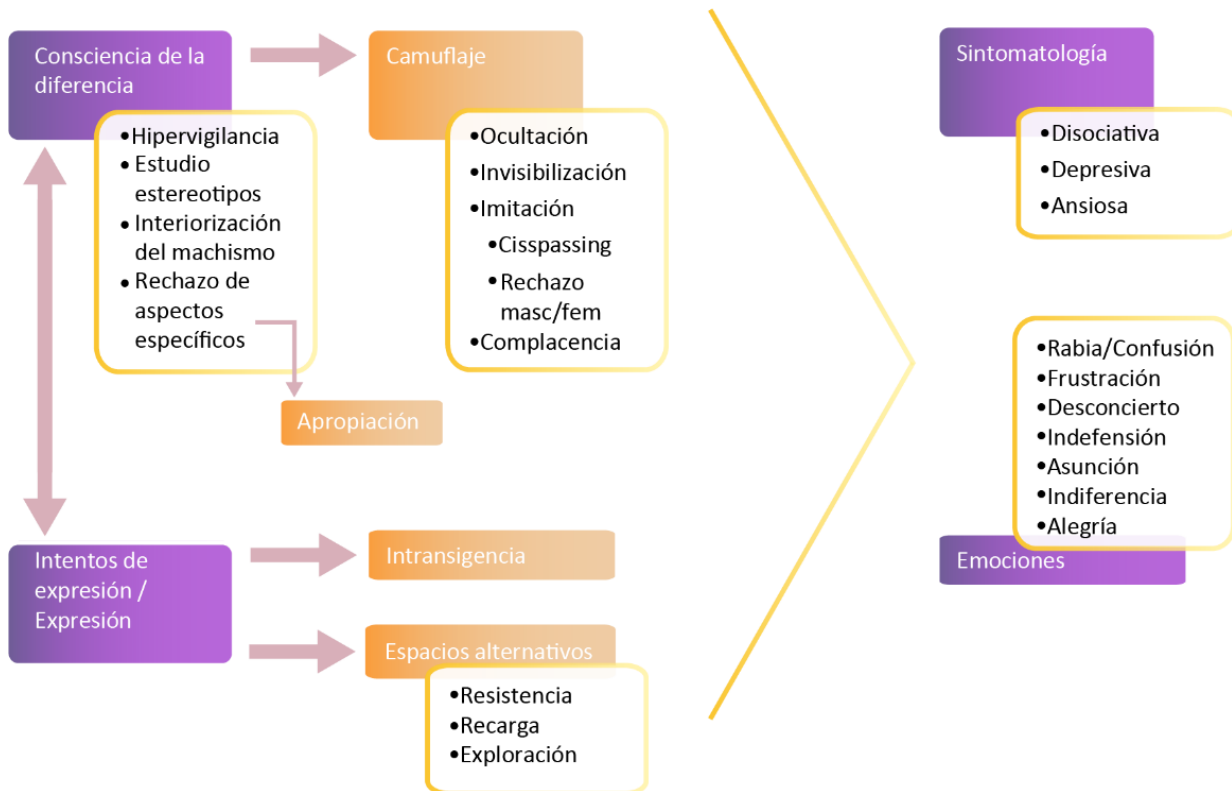 Consciencia de la
diferencia
•Hipervigilancia
• Estudio
estereotipos
• Interiorización
del machismo
• Rechazo de
aspectos
específicos
Camuflaje
•Ocultación
•Invisibilización
•Imitación
•Cisspassing
•Rechazo
masc/fem
•Complacencia
Apropiación
Intentos de
expresión /
Expresión
Intransigencia
Espacios alternativos
•Resistencia
•Recarga
•Exploración
Sintomatología
•Disociativa
•Depresiva
•Ansiosa
•Rabia/Confusión
•Frustración
•Desconcierto
•Indefensión
•Asunción
•Indiferencia
•Alegría
Emociones